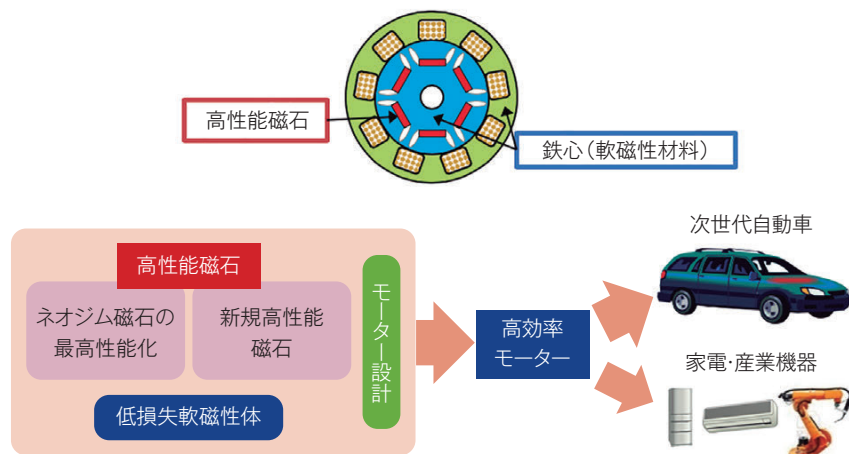 高性能磁石
鉄心（軟磁性材料）
次世代自動車
高性能磁石
ネオジム磁石の
最高性能化
新規高性能
磁石
モーター設計
低損失軟磁性体
高効率
モーター
家電・産業機器